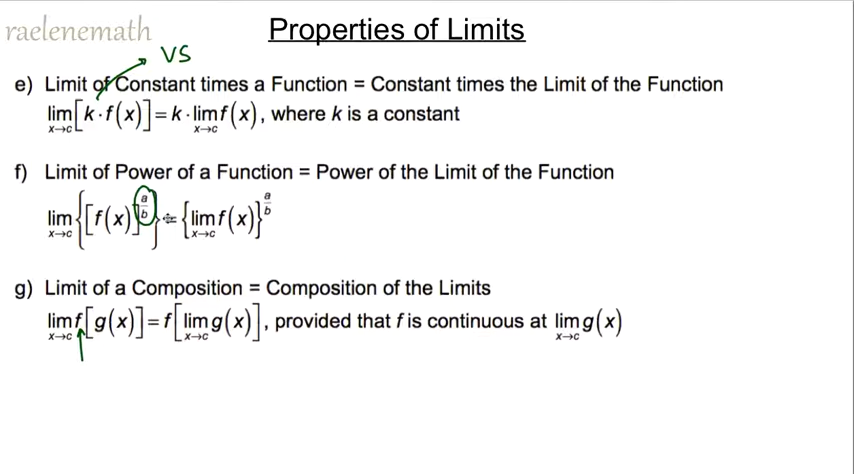 raelenemath
Properties of Limits
VS
e) Limit of Constant times a Function = Constant times the Limit of the Function
lim x→c [k·f(x)] = k·lim x→c f(x), where k is a constant
f) Limit of Power of a Function = Power of the Limit of the Function
lim x→c {[f(x)]^(a/b)} = {lim x→c f(x)}^(a/b)
g) Limit of a Composition = Composition of the Limits
lim x→c f[g(x)] = f[lim x→c g(x)], provided that f is continuous at lim x→c g(x)